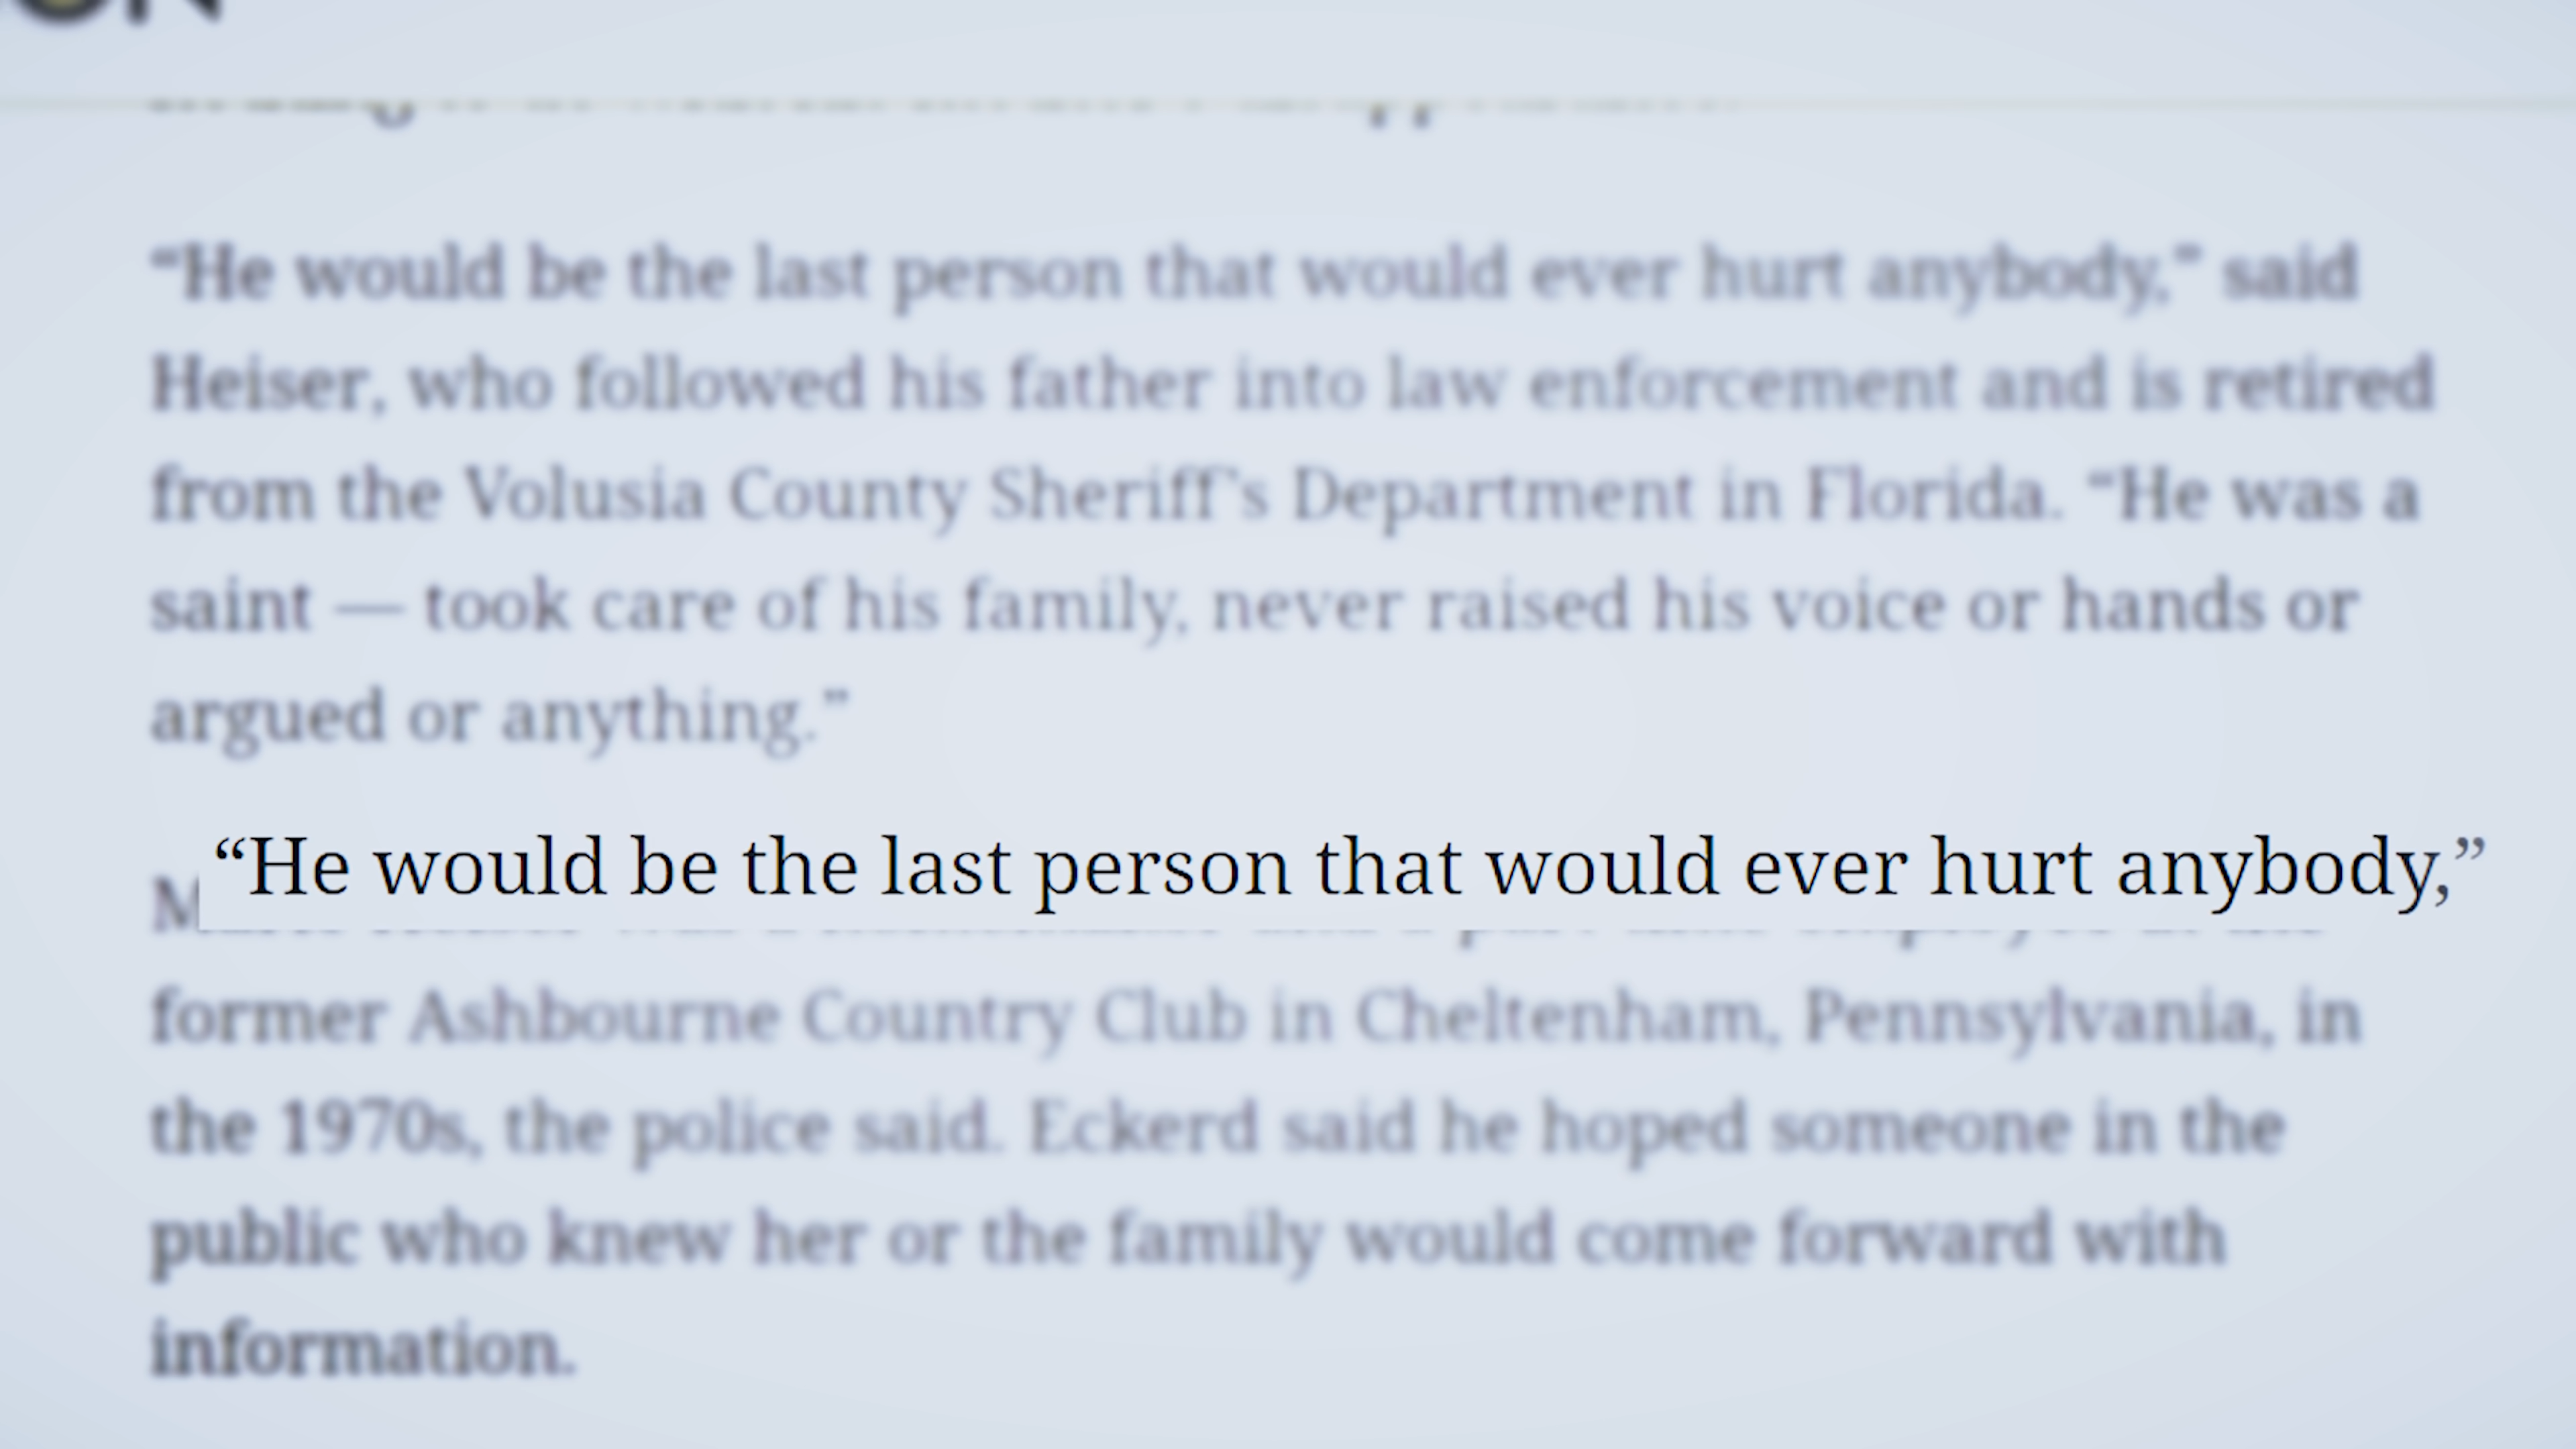 ON
“He would be the last person that would ever hurt anybody,” said
Heiser, who followed his father into law enforcement and is retired
from the Volusia County Sheriff’s Department in Florida. “He was a
saint — took care of his family, never raised his voice or hands or
argued or anything.”
“He would be the last person that would ever hurt anybody,”
former Ashbourne Country Club in Cheltenham, Pennsylvania, in
the 1970s, the police said. Eckerd said he hoped someone in the
public who knew her or the family would come forward with
information.